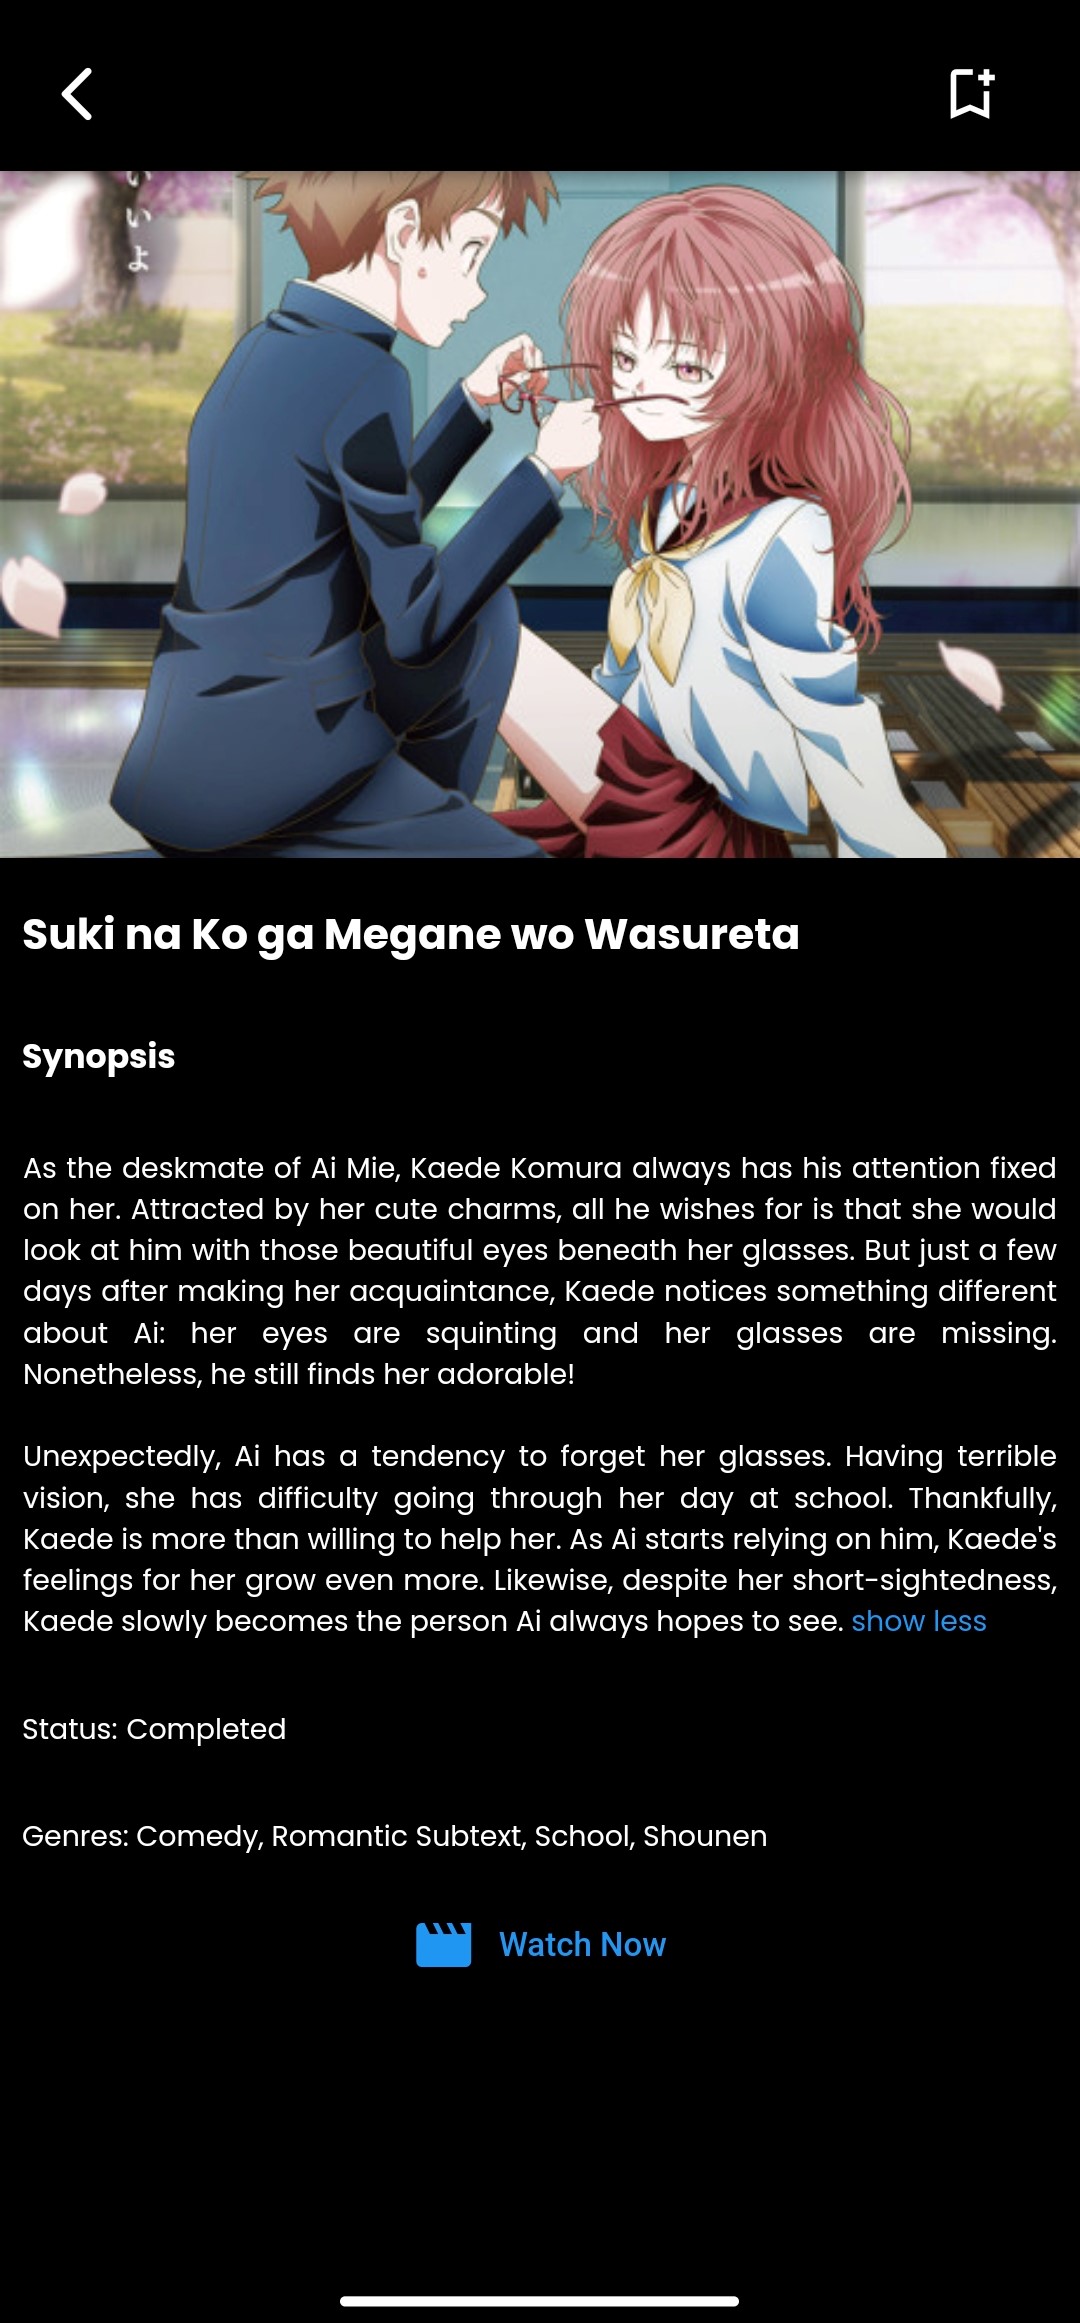 いいよ
Suki na Ko ga Megane wo Wasureta
Synopsis
As the deskmate of Ai Mie, Kaede Komura always has his attention fixed
on her. Attracted by her cute charms, all he wishes for is that she would
look at him with those beautiful eyes beneath her glasses. But just a few
days after making her acquaintance, Kaede notices something different
about Ai: her eyes are squinting and her glasses are missing.
Nonetheless, he still finds her adorable!
Unexpectedly, Ai has a tendency to forget her glasses. Having terrible
vision, she has difficulty going through her day at school. Thankfully,
Kaede is more than willing to help her. As Ai starts relying on him, Kaede's
feelings for her grow even more. Likewise, despite her short-sightedness,
Kaede slowly becomes the person Ai always hopes to see. show less
Status: Completed
Genres: Comedy, Romantic Subtext, School, Shounen
Watch Now